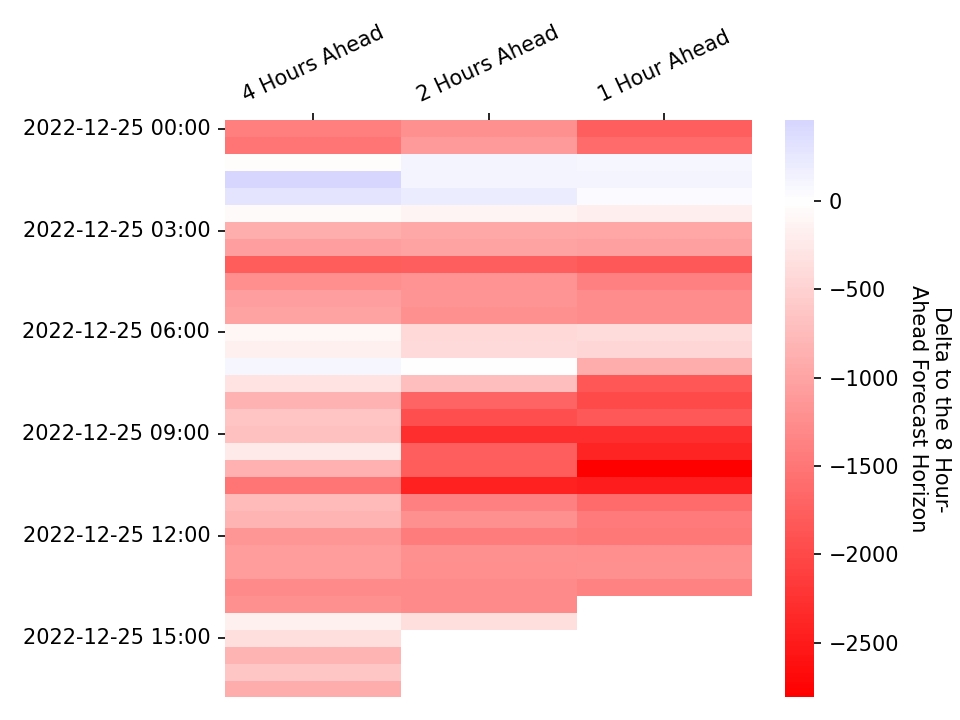 4 Hours Ahead
2 Hours Ahead
1 Hour Ahead
2022-12-25 00:00
2022-12-25 03:00
2022-12-25 06:00
2022-12-25 09:00
2022-12-25 12:00
2022-12-25 15:00
0
−500
−1000
−1500
−2000
−2500
Delta to the 8 Hour-
Ahead Forecast Horizon